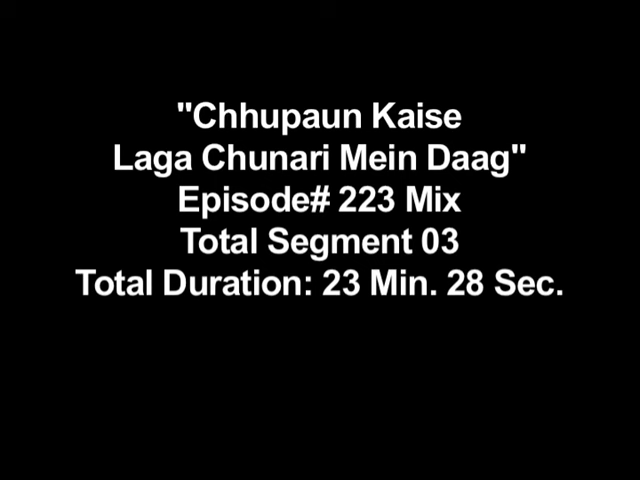 "Chhupaun Kaise
Laga Chunari Mein Daag"
Episode# 223 Mix
Total Segment 03
Total Duration: 23 Min. 28 Sec.